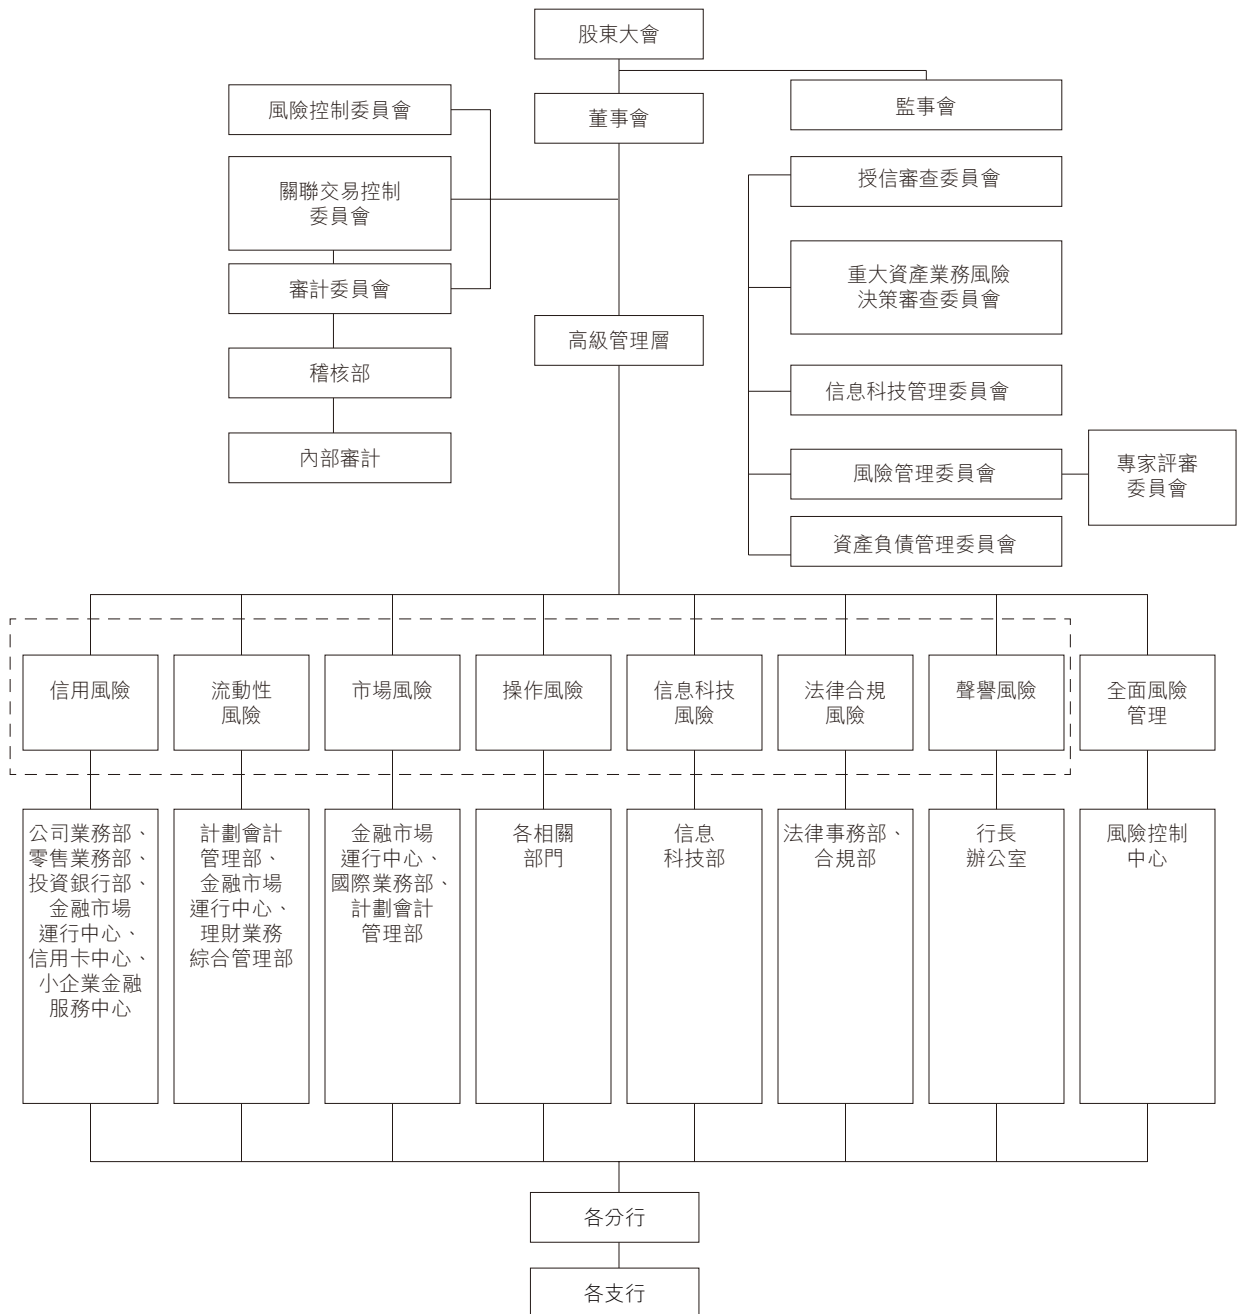 股東大會
風險控制委員會
董事會
監事會
關聯交易控制
委員會
授信審查委員會
審計委員會
重大資產業務風險
決策審查委員會
高級管理層
稽核部
信息科技管理委員會
內部審計
風險管理委員會
專家評審
委員會
資產負債管理委員會
信用風險
流動性
風險
市場風險
操作風險
信息科技
風險
法律合規
風險
聲譽風險
全面風險
管理
公司業務部、
零售業務部、
投資銀行部、
金融市場
運行中心、
信用卡中心、
小企業金融
服務中心
計劃會計
管理部、
金融市場
運行中心、
理財業務
綜合管理部
金融市場
運行中心、
國際業務部、
計劃會計
管理部
各相關
部門
信息
科技部
法律事務部、
合規部
行長
辦公室
風險控制
中心
各分行
各支行